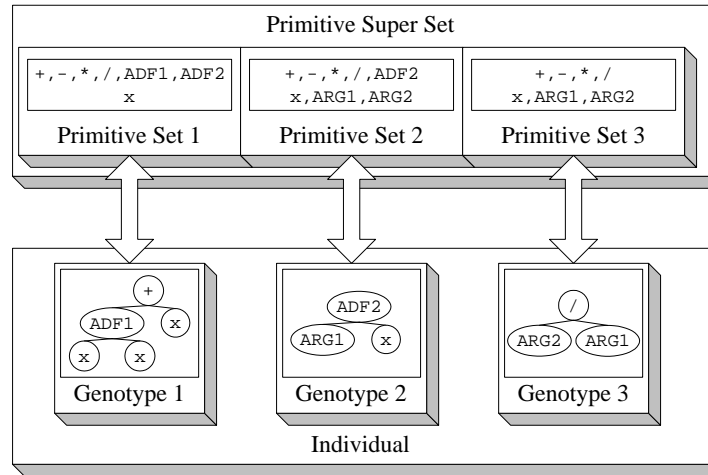 Primitive Super Set
+,-,*,/,ADF1,ADF2
x
Primitive Set 1
+,-,*,/,ADF2
x,ARG1,ARG2
Primitive Set 2
+,-,*,/
x,ARG1,ARG2
Primitive Set 3
+
ADF1
x
x
x
Genotype 1
ADF2
ARG1
x
Genotype 2
/
ARG2
ARG1
Genotype 3
Individual